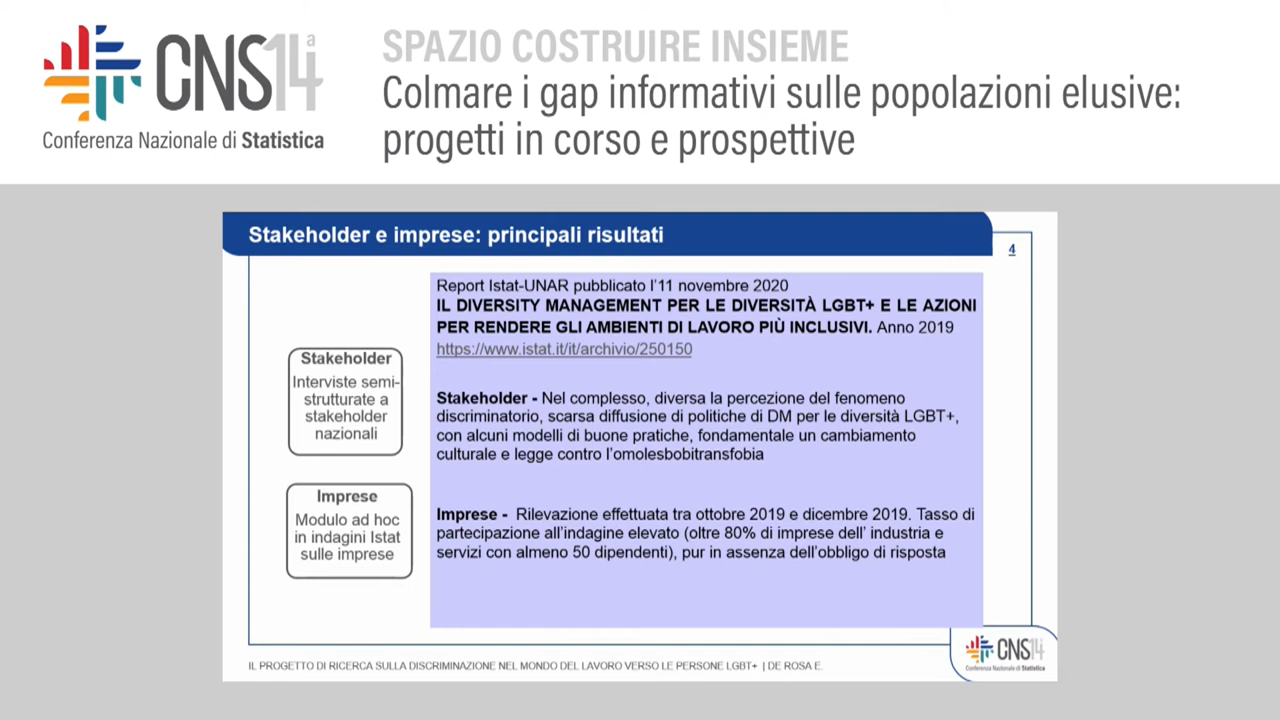 CNS14a
Conferenza Nazionale di Statistica
SPAZIO COSTRUIRE INSIEME
Colmare i gap informativi sulle popolazioni elusive:
progetti in corso e prospettive
Stakeholder e imprese: principali risultati
4
Report Istat-UNAR pubblicato l'11 novembre 2020
IL DIVERSITY MANAGEMENT PER LE DIVERSITÀ LGBT+ E LE AZIONI
PER RENDERE GLI AMBIENTI DI LAVORO PIÙ INCLUSIVI. Anno 2019
https://www.istat.it/it/archivio/250150
Stakeholder
Interviste semi-
strutturate a
stakeholder
nazionali
Stakeholder - Nel complesso, diversa la percezione del fenomeno
discriminatorio, scarsa diffusione di politiche di DM per le diversità LGBT+,
con alcuni modelli di buone pratiche, fondamentale un cambiamento
culturale e legge contro l'omolesbobitransfobia
Imprese
Modulo ad hoc
in indagini Istat
sulle imprese
Imprese - Rilevazione effettuata tra ottobre 2019 e dicembre 2019. Tasso di
partecipazione all'indagine elevato (oltre 80% di imprese dell' industria e
servizi con almeno 50 dipendenti), pur in assenza dell'obbligo di risposta
IL PROGETTO DI RICERCA SULLA DISCRIMINAZIONE NEL MONDO DEL LAVORO VERSO LE PERSONE LGBT+ | DE ROSA E.
CNS14
Conferenza Nazionale di Statistica